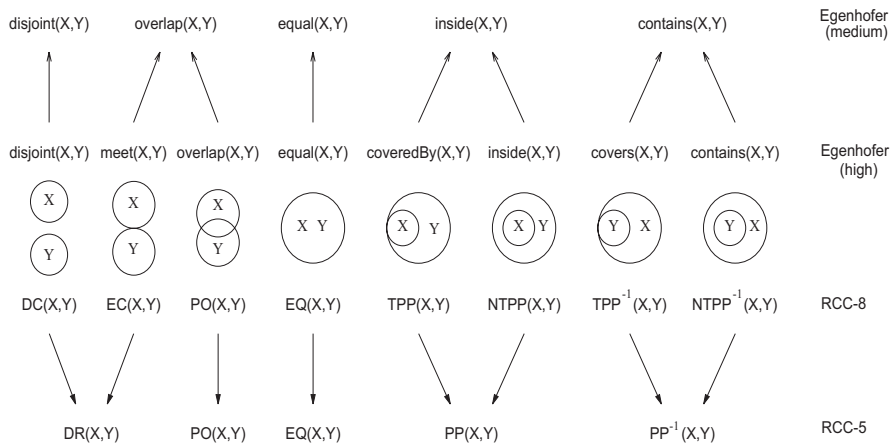 disjoint(X,Y) overlap(X,Y) equal(X,Y) inside(X,Y) contains(X,Y) Egenhofer
(medium)
disjoint(X,Y) meet(X,Y) overlap(X,Y) equal(X,Y) coveredBy(X,Y) inside(X,Y) covers(X,Y) contains(X,Y) Egenhofer
(high)
X X X
X Y X Y X Y Y X Y X
Y Y Y
DC(X,Y) EC(X,Y) PO(X,Y) EQ(X,Y) TPP(X,Y) NTPP(X,Y) TPP⁻¹(X,Y) NTPP⁻¹(X,Y) RCC-8
DR(X,Y) PO(X,Y) EQ(X,Y) PP(X,Y) PP⁻¹(X,Y) RCC-5